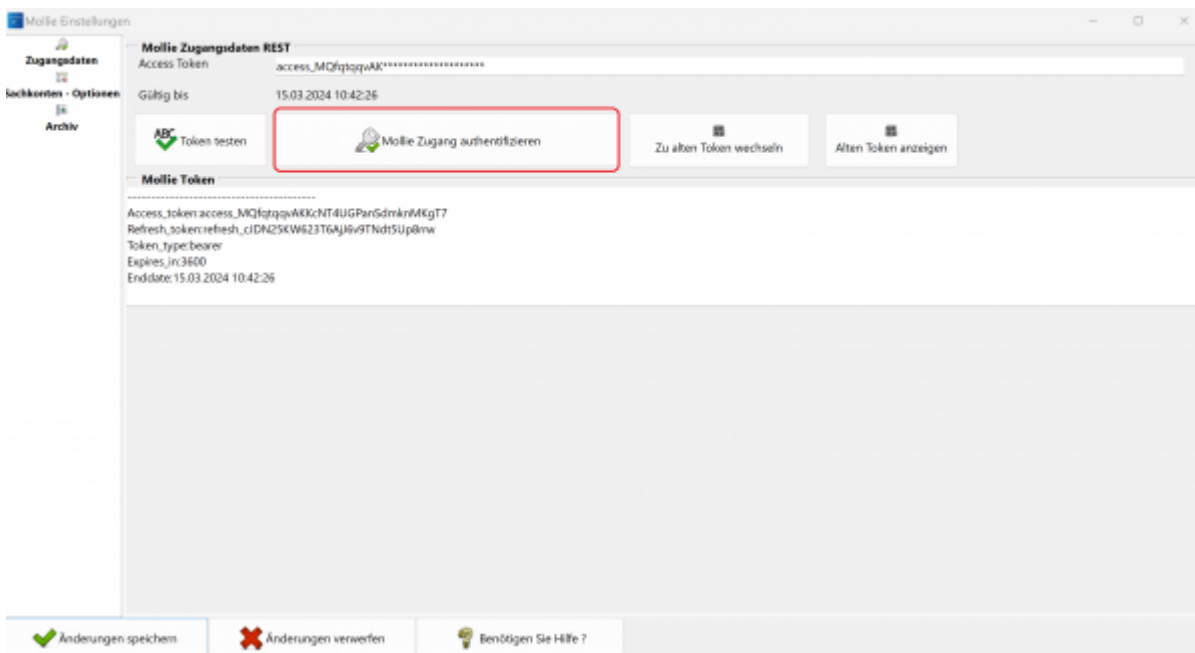 Mollie Einstellungen
Zugangsdaten
Sachkonten - Optionen
Archiv
Mollie Zugangsdaten REST
Access Token access_MQfqtqqvAK********************
Gültig bis 15.03.2024 10:42:26
Token testen
Mollie Zugang authentifizieren
Zu alten Token wechseln
Alten Token anzeigen
Mollie Token
----------------------------------------
Access_token:access_MQfqtqqvAKKcNT4UGPanSdmknMKgT7
Refresh_token:refresh_cJDN25KW623T6AjJ6v9TNdt5Up8mw
Token_type:bearer
Expires_in:3600
Enddate:15.03.2024 10:42:26
Änderungen speichern
Änderungen verwerfen
Benötigen Sie Hilfe ?